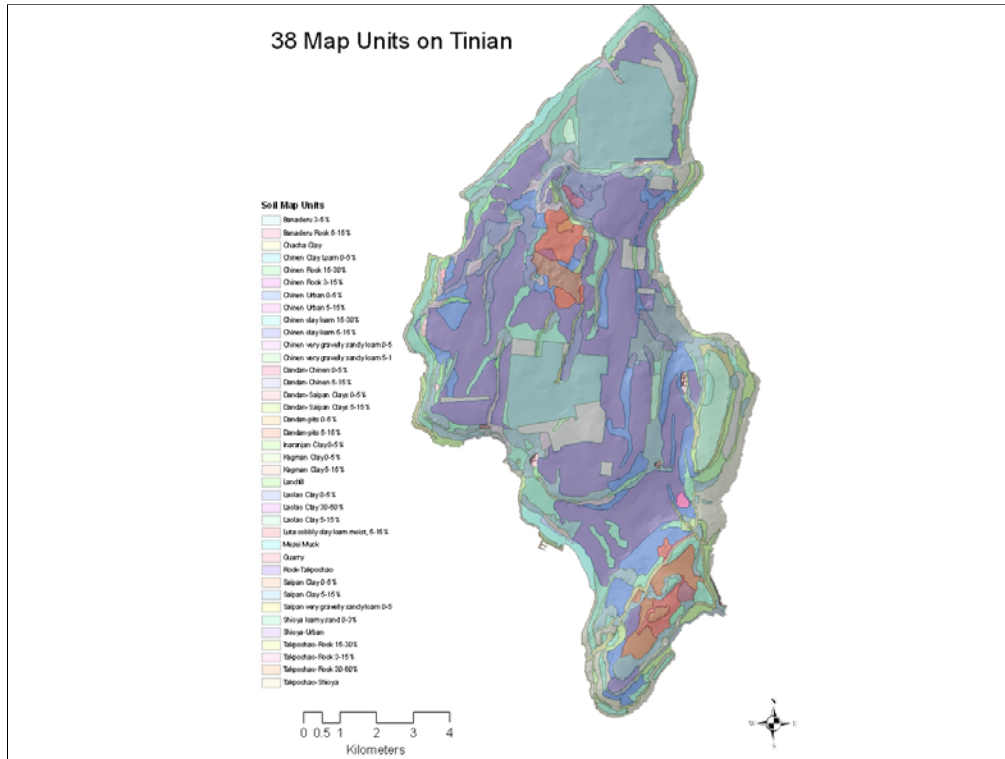 38 Map Units on Tinian
Soil Map Units
Banaderu 3-5%
Banaderu Rock 5-15%
Chacha Clay
Chinen Clay Loam 0-5%
Chinen Rock 15-30%
Chinen Rock 3-15%
Chinen Urban 0-5%
Chinen Urban 5-15%
Chinen clay loam 15-30%
Chinen clay loam 5-15%
Chinen very gravelly sandy loam 0-5
Chinen very gravelly sandy loam 5-1
Dandan-Chinen 0-5%
Dandan-Chinen 5-15%
Dandan-Saipan Clays 0-5%
Dandan-Saipan Clays 5-15%
Dandan-pits 0-5%
Dandan-pits 5-15%
Inarajan Clay 0-5%
Kagman Clay 0-5%
Kagman Clay 5-15%
Landfill
Laolao Clay 0-5%
Laolao Clay 30-60%
Laolao Clay 5-15%
Luta cobbly clay loam moist, 5-15%
Mesei Muck
Quarry
Rock-Takpochao
Saipan Clay 0-5%
Saipan Clay 5-15%
Saipan very gravelly sandy loam 0-5
Shioya loamy sand 0-3%
Shioya-Urban
Takpochao-Rock 15-30%
Takpochao-Rock 3-15%
Takpochao-Rock 30-60%
Takpochao-Shioya
0 0.5 1 2 3 4
Kilometers
N
W E
S